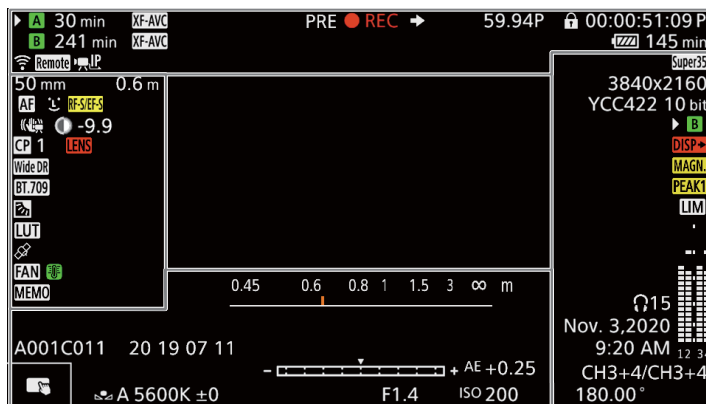 A 30 min XF-AVC PRE REC 59.94P 00:00:51:09 P
B 241 min XF-AVC 145 min
Remote IP Super35
50 mm 0.6 m 3840x2160
AF L RF-S/EF-S YCC422 10 bit
-9.9 B
CP 1 LENS DISP
Wide DR MAGN.
BT.709 PEAK1
LIM
LUT
FAN
MEMO 0.45 0.6 0.8 1 1.5 3 ∞ m 15
Nov. 3,2020
A001C011 20 19 07 11 9:20 AM 12 34
- + AE +0.25 CH3+4/CH3+4
A 5600K ±0 F1.4 ISO 200 180.00°